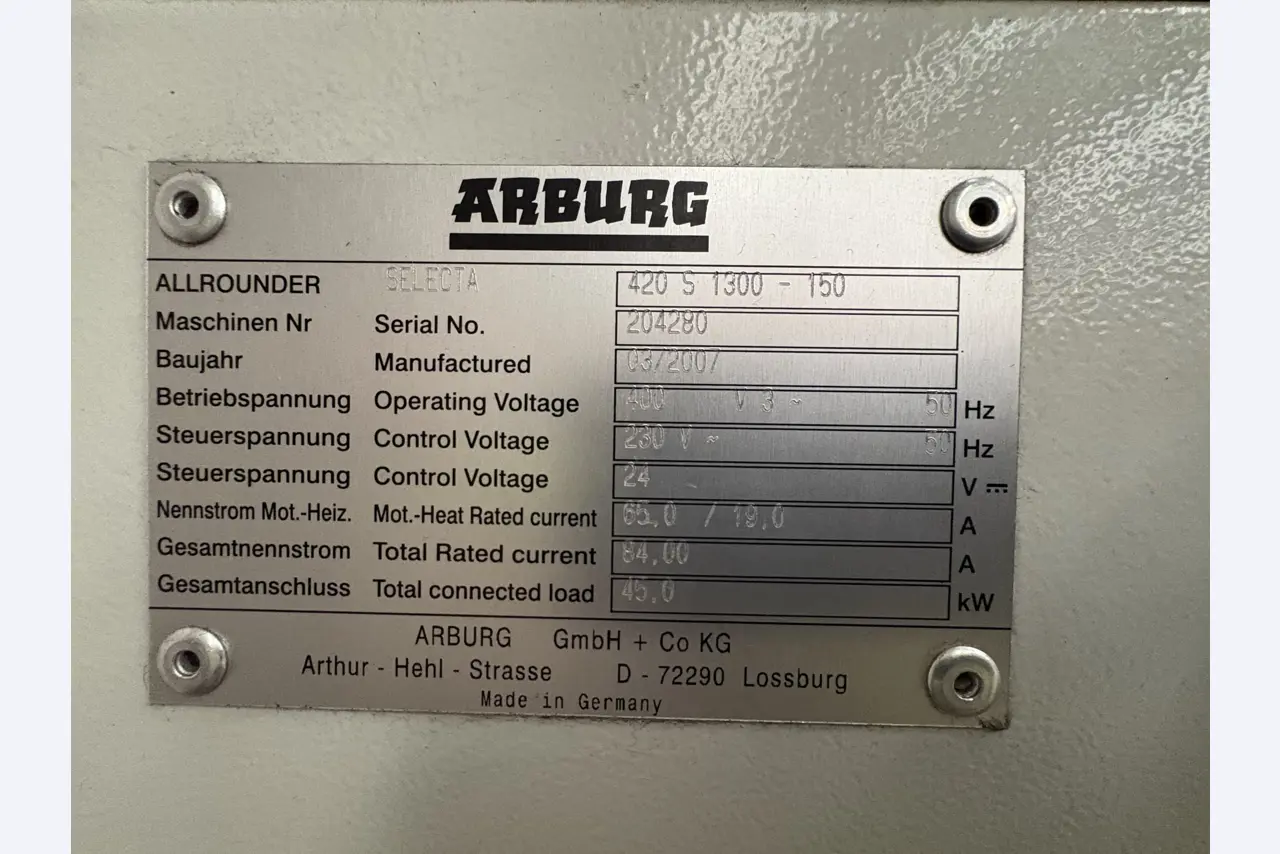 ARBURG
ALLROUNDER SELECTA 420 S 1300 - 150
Maschinen Nr Serial No. 204280
Baujahr Manufactured 03/2007
Betriebspannung Operating Voltage 400 V 3 ~ 50 Hz
Steuerspannung Control Voltage 230 V ~ 50 Hz
Steuerspannung Control Voltage 24 V ⎓
Nennstrom Mot.-Heiz. Mot.-Heat Rated current 65,0 / 19,0 A
Gesamtnennstrom Total Rated current 84,00 A
Gesamtanschluss Total connected load 45,0 kW
ARBURG GmbH + Co KG
Arthur - Hehl - Strasse D - 72290 Lossburg
Made in Germany